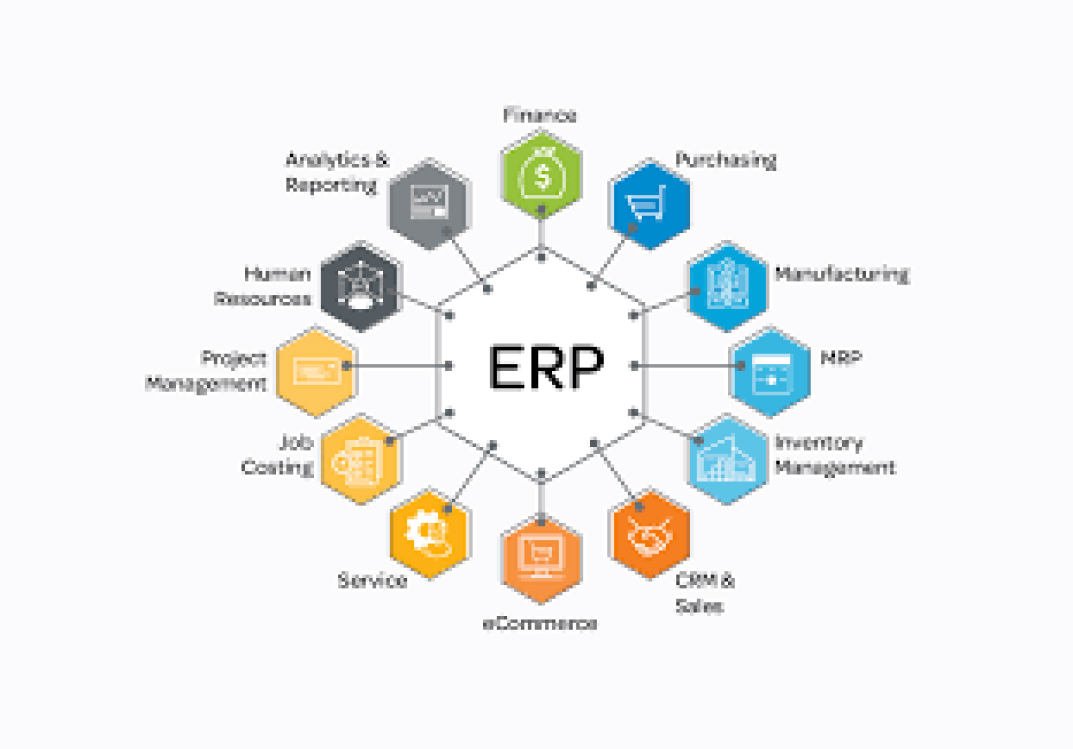 Finance
Analytics &
Reporting
Purchasing
Human
Resources
Manufacturing
Project
Management
ERP
MRP
Job
Costing
Inventory
Management
Service
CRM &
Sales
eCommerce